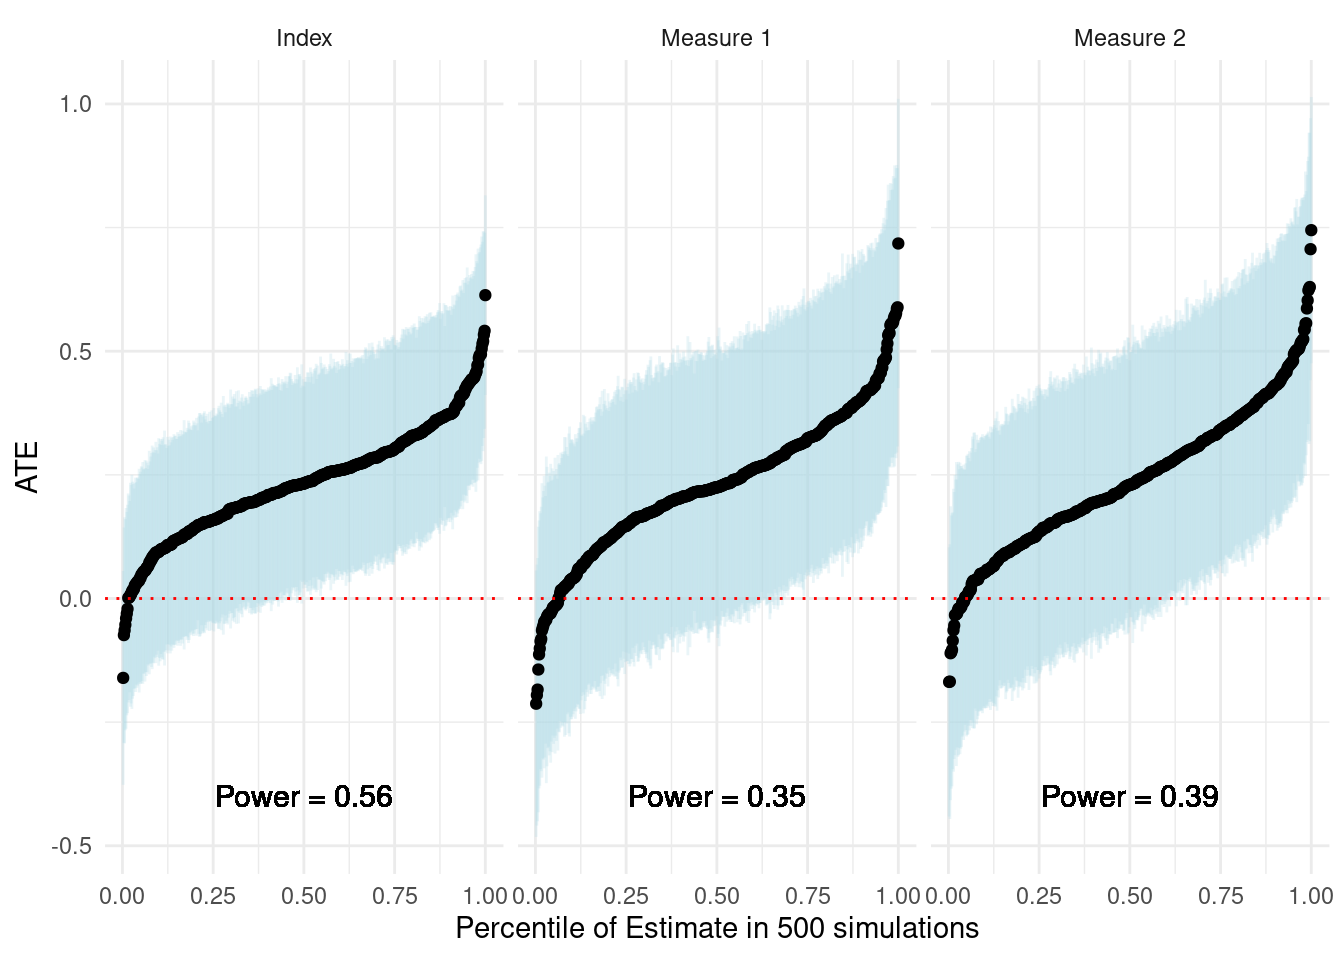 Index Measure 1 Measure 2
1.0
0.5
0.0
-0.5
ATE
Power = 0.56 Power = 0.35 Power = 0.39
0.00 0.25 0.50 0.75 1.00 0.00 0.25 0.50 0.75 1.00 0.00 0.25 0.50 0.75 1.00
Percentile of Estimate in 500 simulations